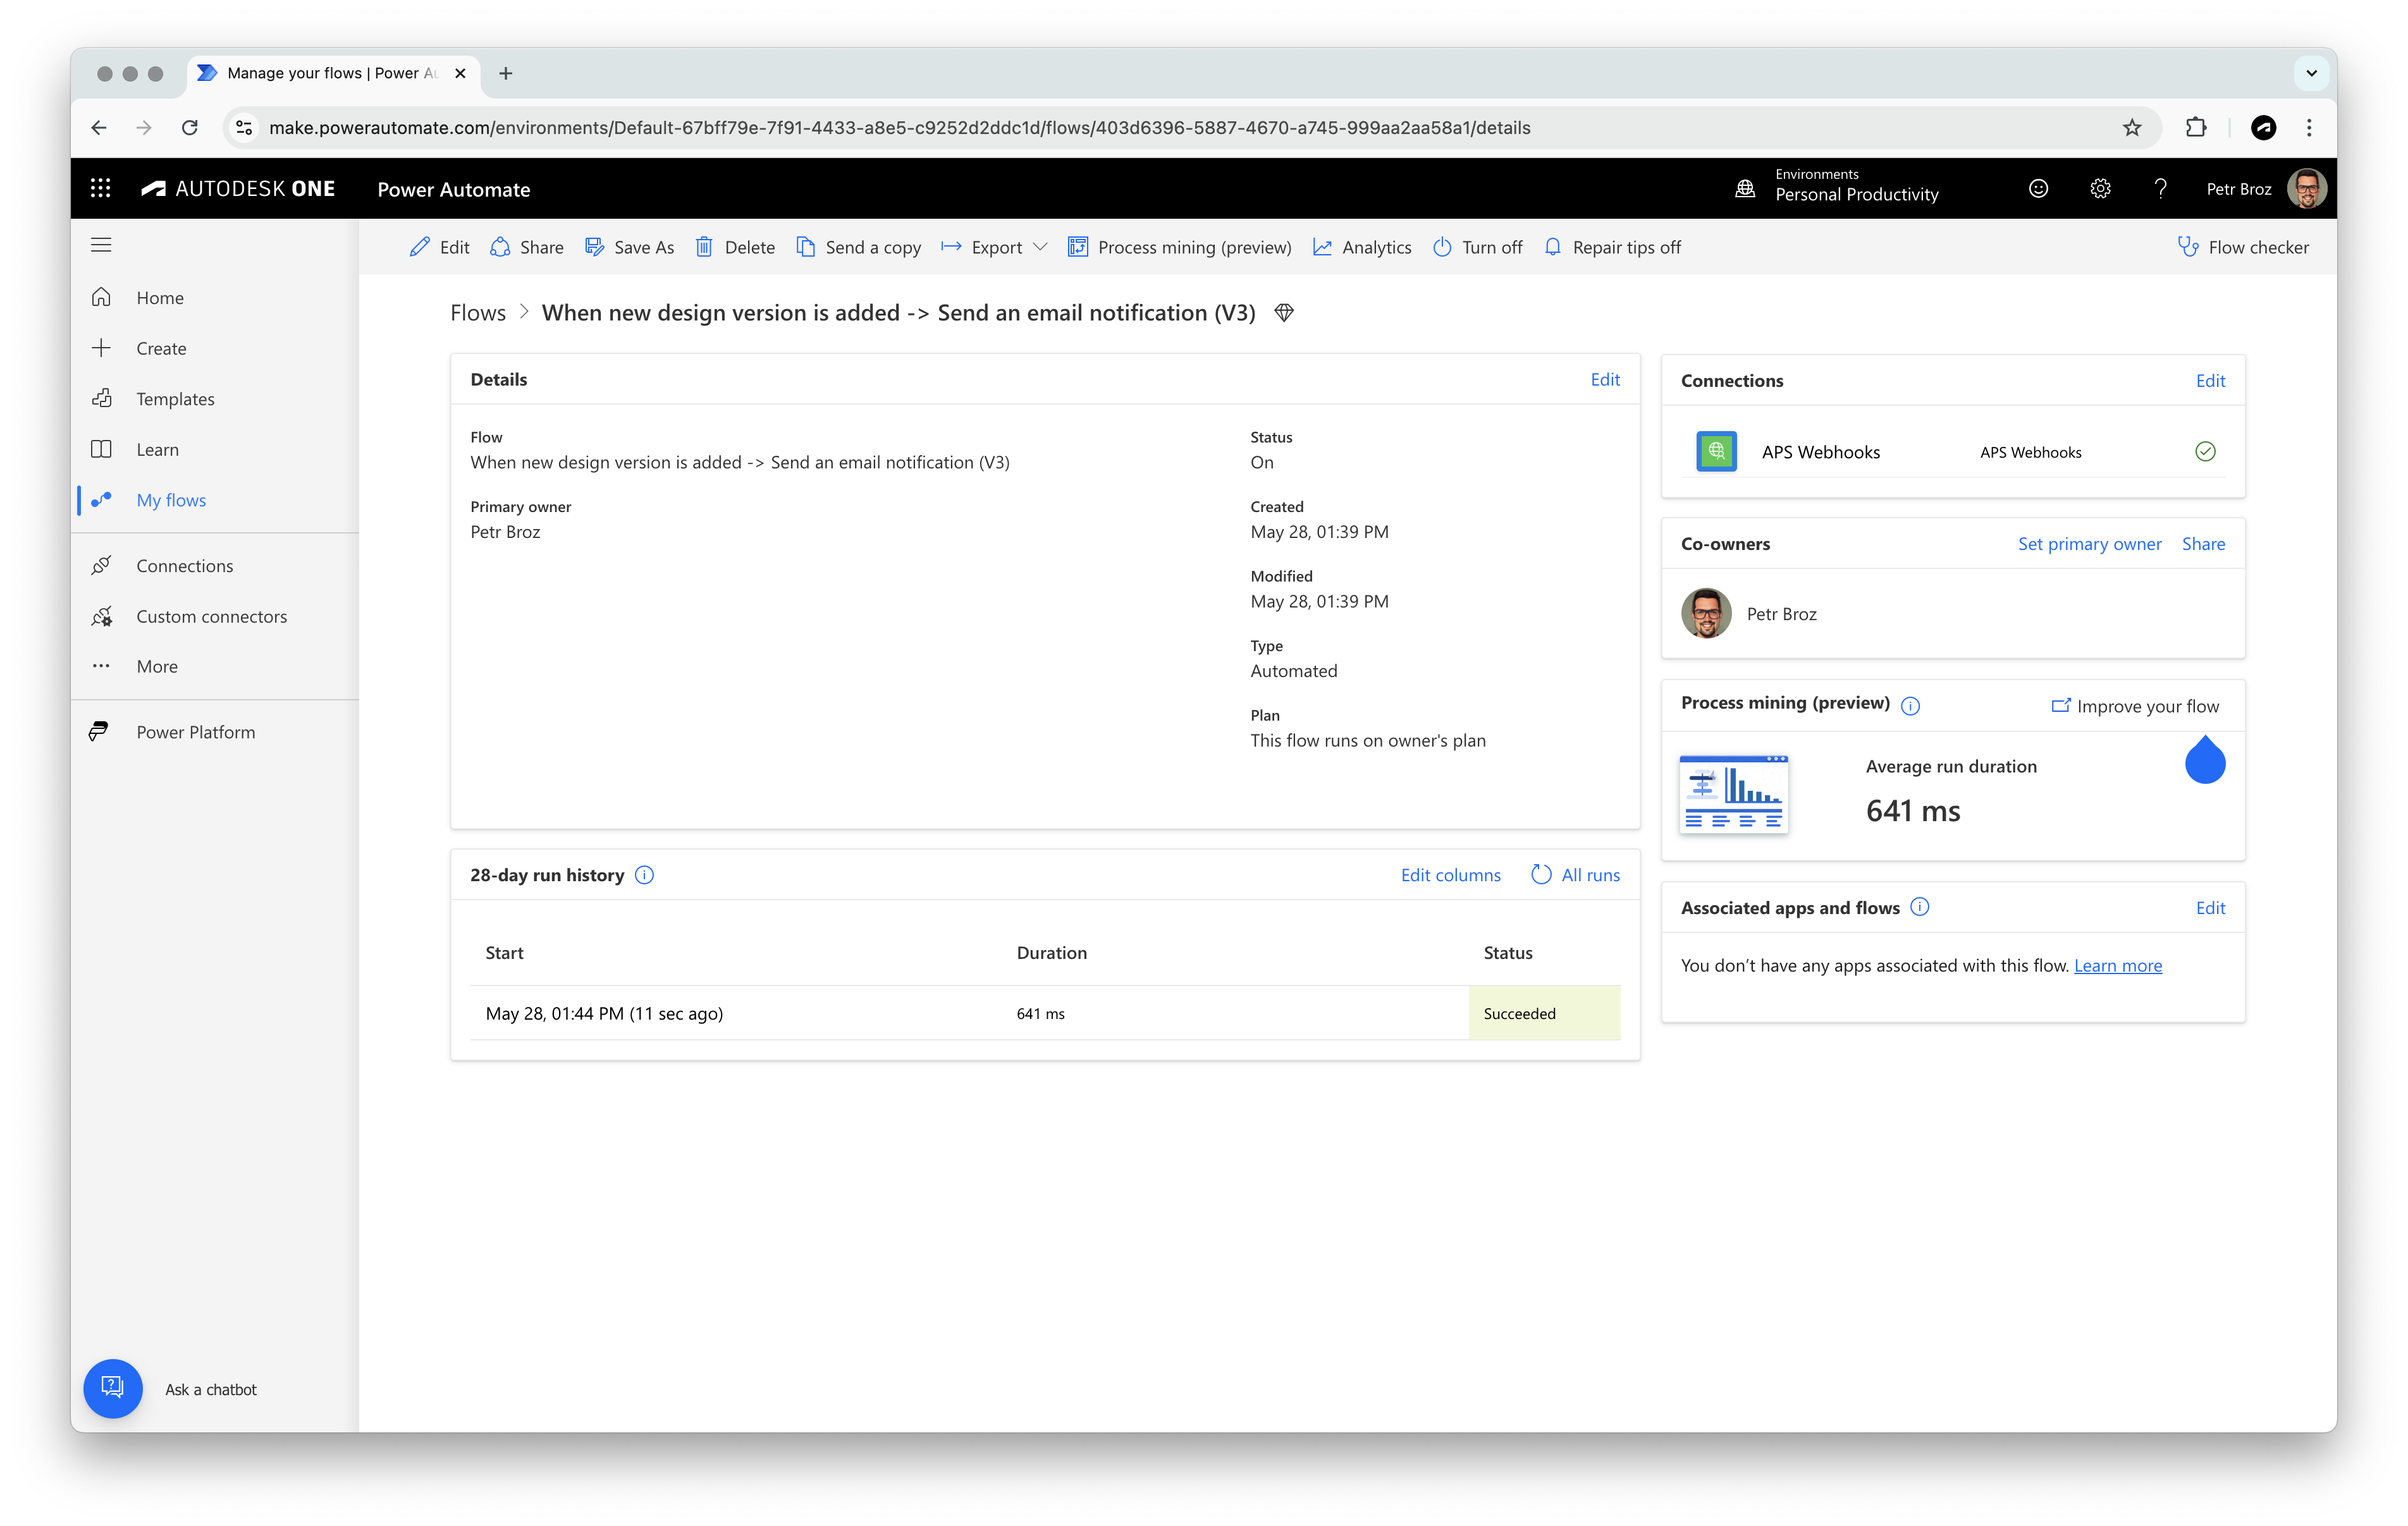 Manage your flows | Power Au
make.powerautomate.com/environments/Default-67bff79e-7f91-4433-a8e5-c9252d2ddc1d/flows/403d6396-5887-4670-a745-999aa2aa58a1/details
AUTODESK ONE
Power Automate
Environments
Personal Productivity
Petr Broz
Edit Share Save As Delete Send a copy Export Process mining (preview) Analytics Turn off Repair tips off Flow checker
Home
Create
Templates
Learn
My flows
Connections
Custom connectors
More
Power Platform
Ask a chatbot
Flows > When new design version is added -> Send an email notification (V3)
Details Edit
Flow
When new design version is added -> Send an email notification (V3)
Primary owner
Petr Broz
Status
On
Created
May 28, 01:39 PM
Modified
May 28, 01:39 PM
Type
Automated
Plan
This flow runs on owner's plan
28-day run history Edit columns All runs
Start Duration Status
May 28, 01:44 PM (11 sec ago) 641 ms Succeeded
Connections Edit
APS Webhooks APS Webhooks
Co-owners Set primary owner Share
Petr Broz
Process mining (preview) Improve your flow
Average run duration
641 ms
Associated apps and flows Edit
You don't have any apps associated with this flow. Learn more